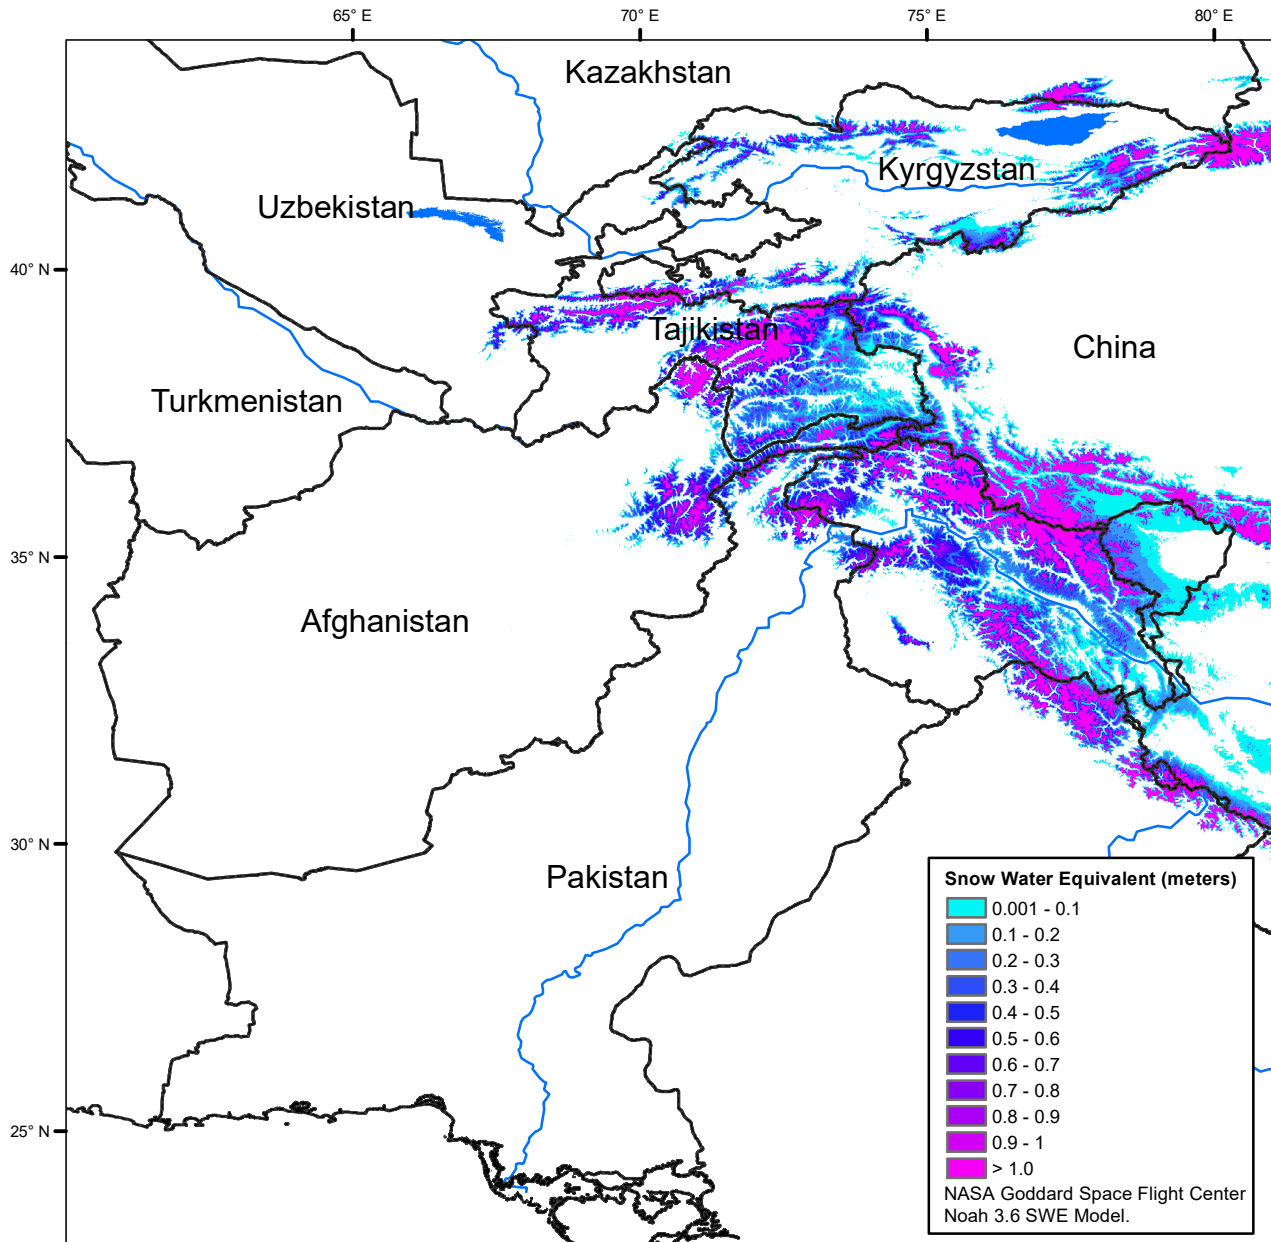 65° E
70° E
75° E
80° E
Kazakhstan
Kyrgyzstan
Uzbekistan
40° N
Tajikistan
China
Turkmenistan
35° N
Afghanistan
30° N
Pakistan
25° N
Snow Water Equivalent (meters)
0.001 - 0.1
0.1 - 0.2
0.2 - 0.3
0.3 - 0.4
0.4 - 0.5
0.5 - 0.6
0.6 - 0.7
0.7 - 0.8
0.8 - 0.9
0.9 - 1
> 1.0
NASA Goddard Space Flight Center
Noah 3.6 SWE Model.